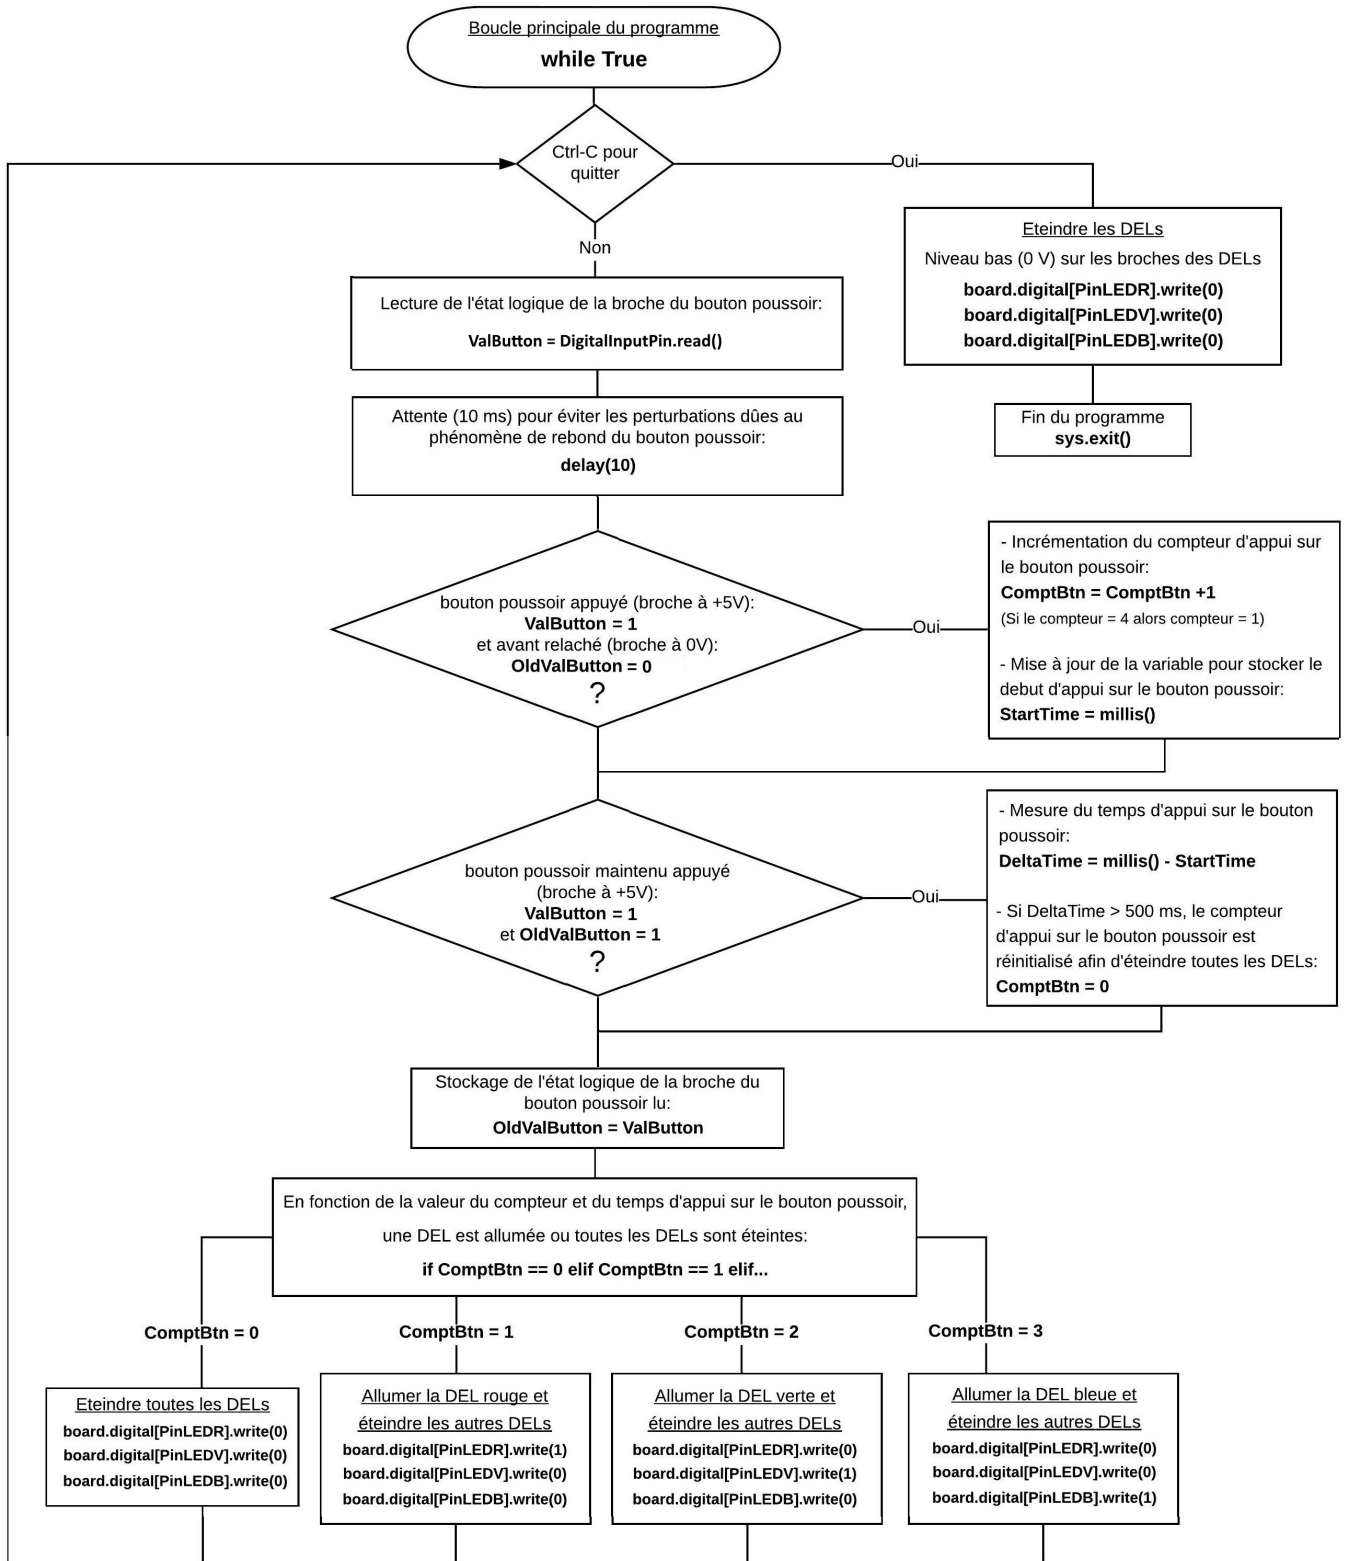 Boucle principale du programme
while True
Ctrl-C pour
quitter
Oui
Non
Eteindre les DELs
Niveau bas (0 V) sur les broches des DELs
board.digital[PinLEDR].write(0)
board.digital[PinLEDV].write(0)
board.digital[PinLEDB].write(0)
Fin du programme
sys.exit()
Lecture de l'état logique de la broche du bouton poussoir:
ValButton = DigitalInputPin.read()
Attente (10 ms) pour éviter les perturbations dûes au
phénomène de rebond du bouton poussoir:
delay(10)
bouton poussoir appuyé (broche à +5V):
ValButton = 1
et avant relaché (broche à 0V):
OldValButton = 0
?
Oui
- Incrémentation du compteur d'appui sur
le bouton poussoir:
ComptBtn = ComptBtn +1
(Si le compteur = 4 alors compteur = 1)
- Mise à jour de la variable pour stocker le
debut d'appui sur le bouton poussoir:
StartTime = millis()
bouton poussoir maintenu appuyé
(broche à +5V):
ValButton = 1
et OldValButton = 1
?
Oui
- Mesure du temps d'appui sur le bouton
poussoir:
DeltaTime = millis() - StartTime
- Si DeltaTime > 500 ms, le compteur
d'appui sur le bouton poussoir est
réinitialisé afin d'éteindre toutes les DELs:
ComptBtn = 0
Stockage de l'état logique de la broche du
bouton poussoir lu:
OldValButton = ValButton
En fonction de la valeur du compteur et du temps d'appui sur le bouton poussoir,
une DEL est allumée ou toutes les DELs sont éteintes:
if ComptBtn == 0 elif ComptBtn == 1 elif...
ComptBtn = 0
Eteindre toutes les DELs
board.digital[PinLEDR].write(0)
board.digital[PinLEDV].write(0)
board.digital[PinLEDB].write(0)
ComptBtn = 1
Allumer la DEL rouge et
éteindre les autres DELs
board.digital[PinLEDR].write(1)
board.digital[PinLEDV].write(0)
board.digital[PinLEDB].write(0)
ComptBtn = 2
Allumer la DEL verte et
éteindre les autres DELs
board.digital[PinLEDR].write(0)
board.digital[PinLEDV].write(1)
board.digital[PinLEDB].write(0)
ComptBtn = 3
Allumer la DEL bleue et
éteindre les autres DELs
board.digital[PinLEDR].write(0)
board.digital[PinLEDV].write(0)
board.digital[PinLEDB].write(1)